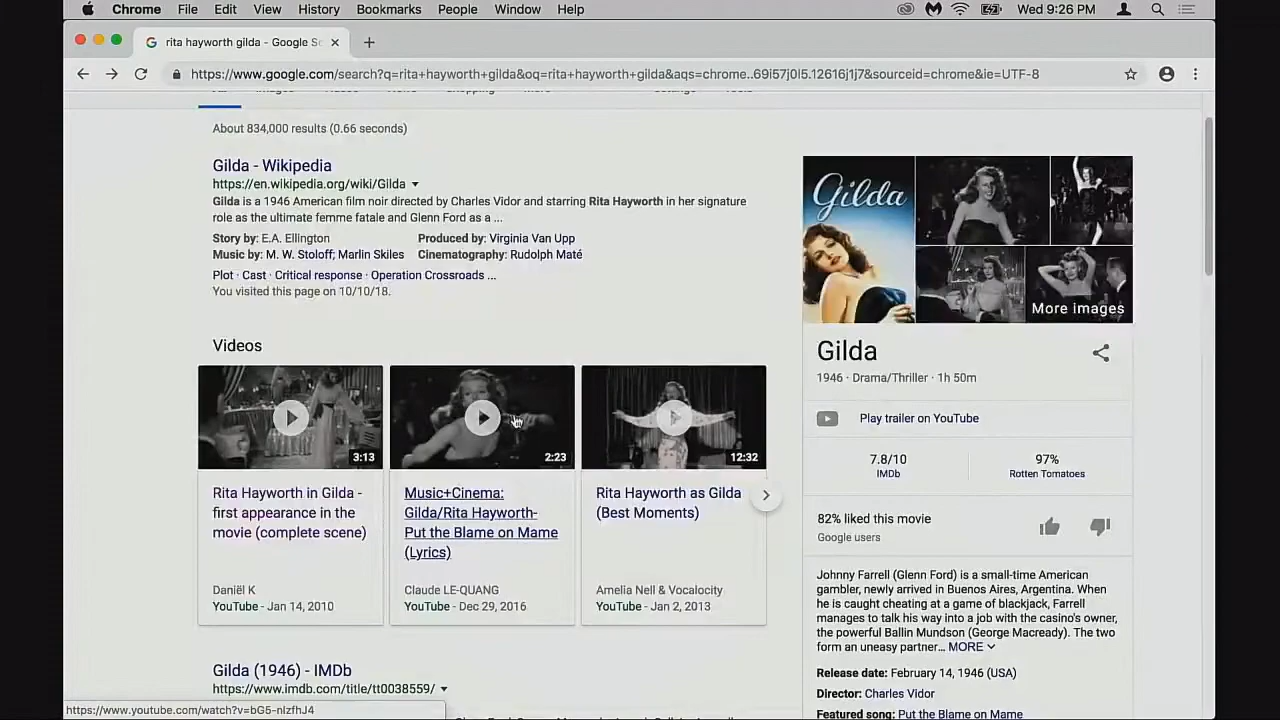 Chrome File Edit View History Bookmarks People Window Help Wed 9:26 PM
rita hayworth gilda - Google Se
https://www.google.com/search?q=rita+hayworth+gilda&oq=rita+hayworth+gilda&aqs=chrome..69i57j0l5.12616j1j7&sourceid=chrome&ie=UTF-8
About 834,000 results (0.66 seconds)
Gilda - Wikipedia
https://en.wikipedia.org/wiki/Gilda
Gilda is a 1946 American film noir directed by Charles Vidor and starring Rita Hayworth in her signature
role as the ultimate femme fatale and Glenn Ford as a ...
Story by: E.A. Ellington Produced by: Virginia Van Upp
Music by: M. W. Stoloff; Marlin Skiles Cinematography: Rudolph Maté
Plot · Cast · Critical response · Operation Crossroads ...
You visited this page on 10/10/18.
Videos
3:13
2:23
12:32
Rita Hayworth in Gilda -
first appearance in the
movie (complete scene)
Daniël K
YouTube - Jan 14, 2010
Music+Cinema:
Gilda/Rita Hayworth-
Put the Blame on Mame
(Lyrics)
Claude LE-QUANG
YouTube - Dec 29, 2016
Rita Hayworth as Gilda
(Best Moments)
Amelia Nell & Vocalocity
YouTube - Jan 2, 2013
Gilda (1946) - IMDb
https://www.imdb.com/title/tt0038559/
Gilda
More images
Gilda
1946 · Drama/Thriller · 1h 50m
Play trailer on YouTube
7.8/10
IMDb
97%
Rotten Tomatoes
82% liked this movie
Google users
Johnny Farrell (Glenn Ford) is a small-time American
gambler, newly arrived in Buenos Aires, Argentina. When
he is caught cheating at a game of blackjack, Farrell
manages to talk his way into a job with the casino's owner,
the powerful Ballin Mundson (George Macready). The two
form an uneasy partner... MORE
Release date: February 14, 1946 (USA)
Director: Charles Vidor
Featured song: Put the Blame on Mame